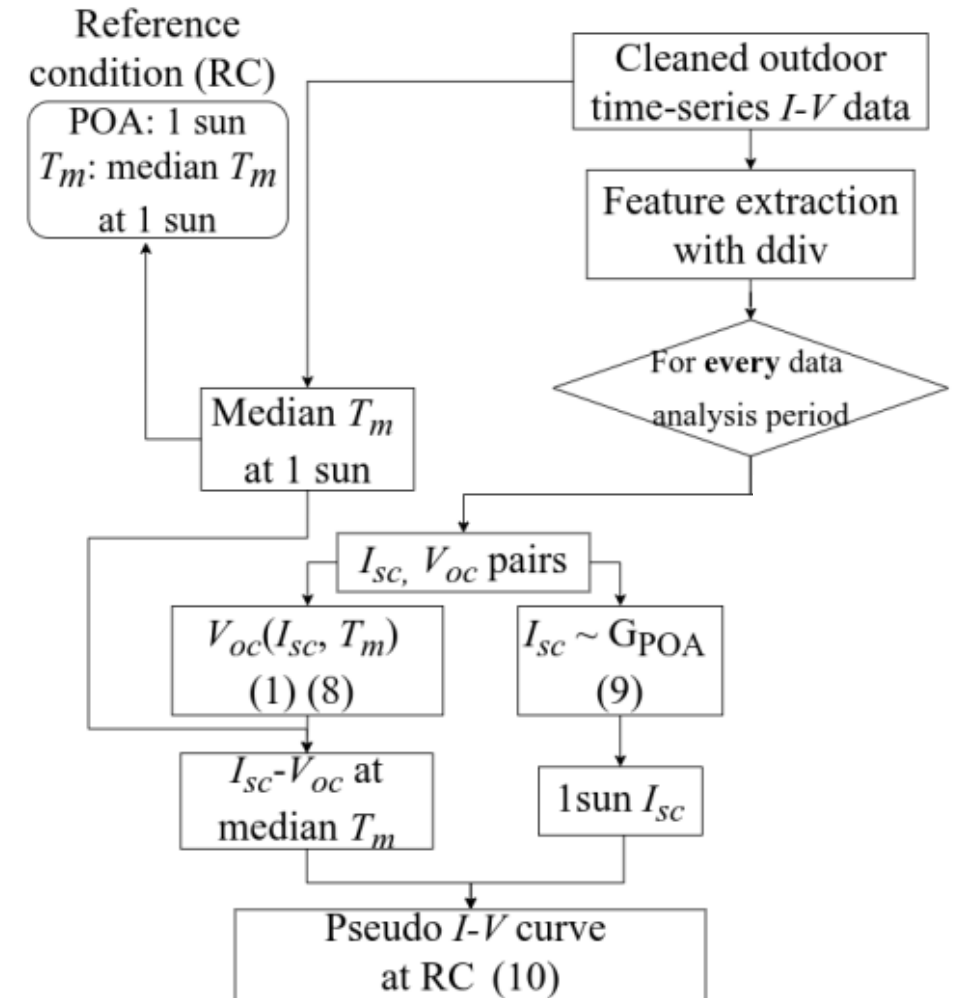 Reference
condition (RC)
POA: 1 sun
Tm: median Tm
at 1 sun
Cleaned outdoor
time-series I-V data
Feature extraction
with ddiv
For every data
analysis period
Median Tm
at 1 sun
Isc, Voc pairs
Voc(Isc, Tm)
(1) (8)
Isc ~ GPOA
(9)
Isc-Voc at
median Tm
1sun Isc
Pseudo I-V curve
at RC (10)